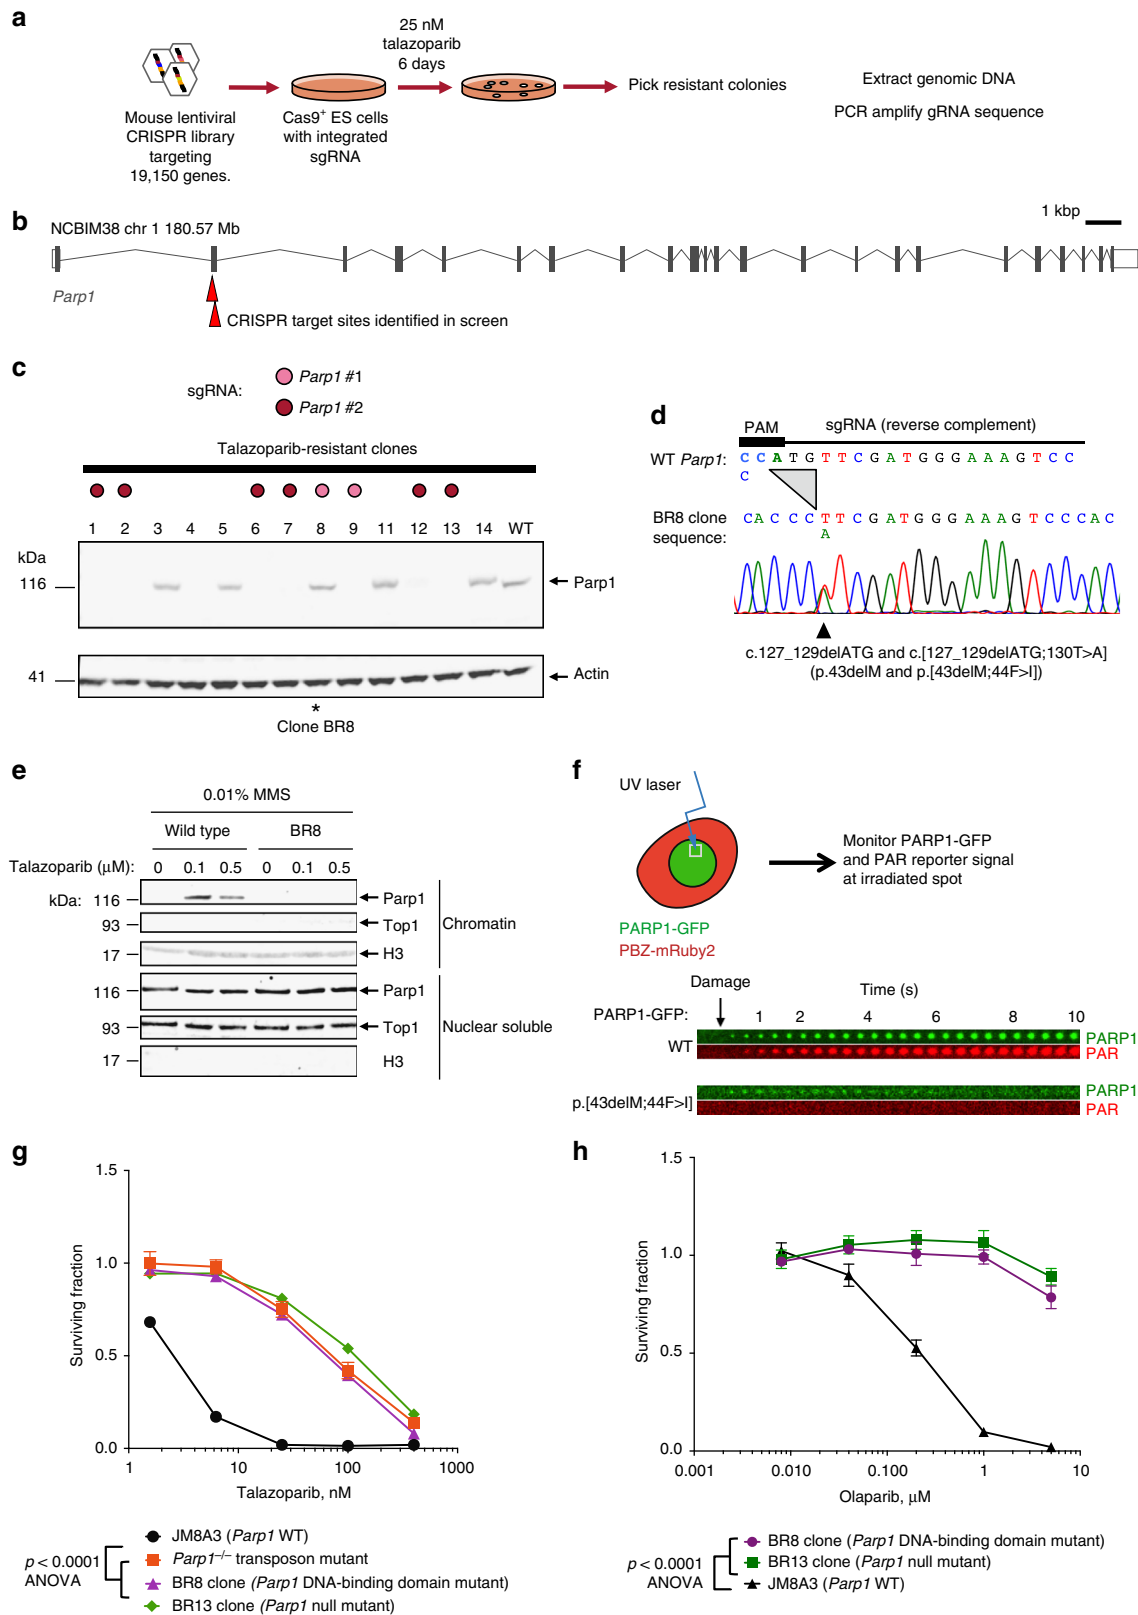 a
25 nM
talazoparib
6 days
Pick resistant colonies
Extract genomic DNA
PCR amplify gRNA sequence
Mouse lentiviral
CRISPR library
targeting
19,150 genes.
Cas9+ ES cells
with integrated
sgRNA
b
NCBIM38 chr 1 180.57 Mb
1 kbp
Parp1
CRISPR target sites identified in screen
c
sgRNA:
Parp1 #1
Parp1 #2
Talazoparib-resistant clones
1 2 3 4 5 6 7 8 9 11 12 13 14 WT
kDa
116
Parp1
41
Actin
*
Clone BR8
d
PAM
sgRNA (reverse complement)
WT Parp1: C C A T G T T C G A T G G G A A A G T C C
C
BR8 clone
sequence:
C A C C C T T C G A T G G G A A A G T C C C A C
A
c.127_129delATG and c.[127_129delATG;130T>A]
(p.43delM and p.[43delM;44F>I])
e
0.01% MMS
Wild type BR8
Talazoparib (μM): 0 0.1 0.5 0 0.1 0.5
kDa: 116 Parp1
93 Top1
Chromatin
17 H3
116 Parp1
93 Top1
Nuclear soluble
17 H3
f
UV laser
Monitor PARP1-GFP
and PAR reporter signal
at irradiated spot
PARP1-GFP
PBZ-mRuby2
Damage
Time (s)
PARP1-GFP: 1 2 4 6 8 10
WT
PARP1
PAR
p.[43delM;44F>I]
PARP1
PAR
g
Surviving fraction
1.5
1.0
0.5
0.0
1 10 100 1000
Talazoparib, nM
JM8A3 (Parp1 WT)
Parp1–/– transposon mutant
BR8 clone (Parp1 DNA-binding domain mutant)
BR13 clone (Parp1 null mutant)
p < 0.0001
ANOVA
h
Surviving fraction
1.5
1.0
0.5
0.0
0.001 0.010 0.100 1 10
Olaparib, μM
BR8 clone (Parp1 DNA-binding domain mutant)
BR13 clone (Parp1 null mutant)
JM8A3 (Parp1 WT)
p < 0.0001
ANOVA